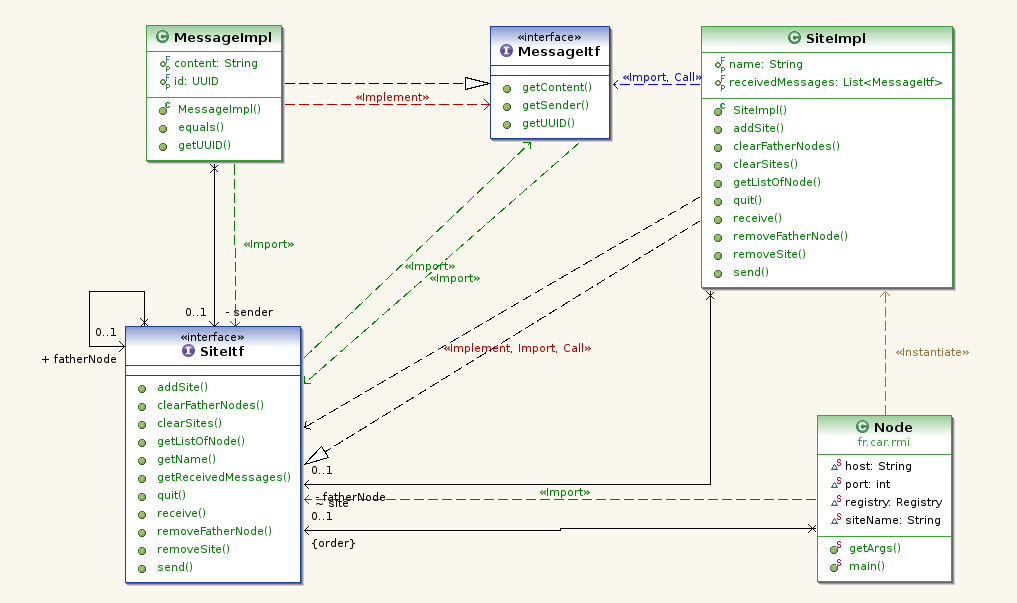 MessageImpl
content: String
id: UUID
MessageImpl()
equals()
getUUID()
«interface»
MessageItf
getContent()
getSender()
getUUID()
SiteImpl
name: String
receivedMessages: List<MessageItf>
SiteImpl()
addSite()
clearFatherNodes()
clearSites()
getListOfNode()
quit()
receive()
removeFatherNode()
removeSite()
send()
«Import, Call»
«Implement»
«Import»
«Import»
«Import»
0..1
- sender
0..1
+ fatherNode
«Implement, Import, Call»
«Instantiate»
«interface»
SiteItf
addSite()
clearFatherNodes()
clearSites()
getListOfNode()
getName()
getReceivedMessages()
quit()
receive()
removeFatherNode()
removeSite()
send()
0..1
- fatherNode
~ site
0..1
{order}
«Import»
Node
fr.car.rmi
host: String
port: int
registry: Registry
siteName: String
getArgs()
main()